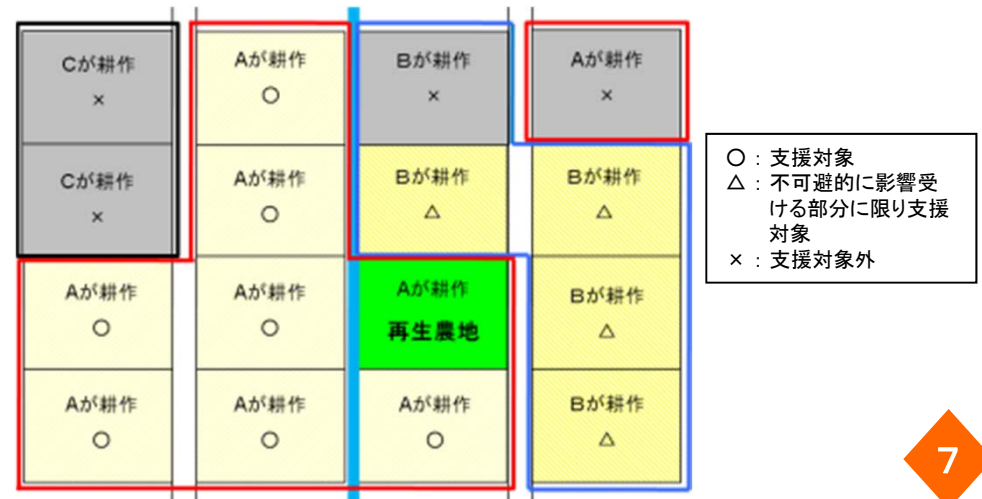 Cが耕作
×
Aが耕作
○
Bが耕作
×
Aが耕作
×
Cが耕作
×
Aが耕作
○
Bが耕作
△
Bが耕作
△
Aが耕作
○
Aが耕作
○
Aが耕作
再生農地
Bが耕作
△
Aが耕作
○
Aが耕作
○
Aが耕作
○
Bが耕作
△
○:支援対象
△:不可避的に影響受
ける部分に限り支援
対象
×:支援対象外
7